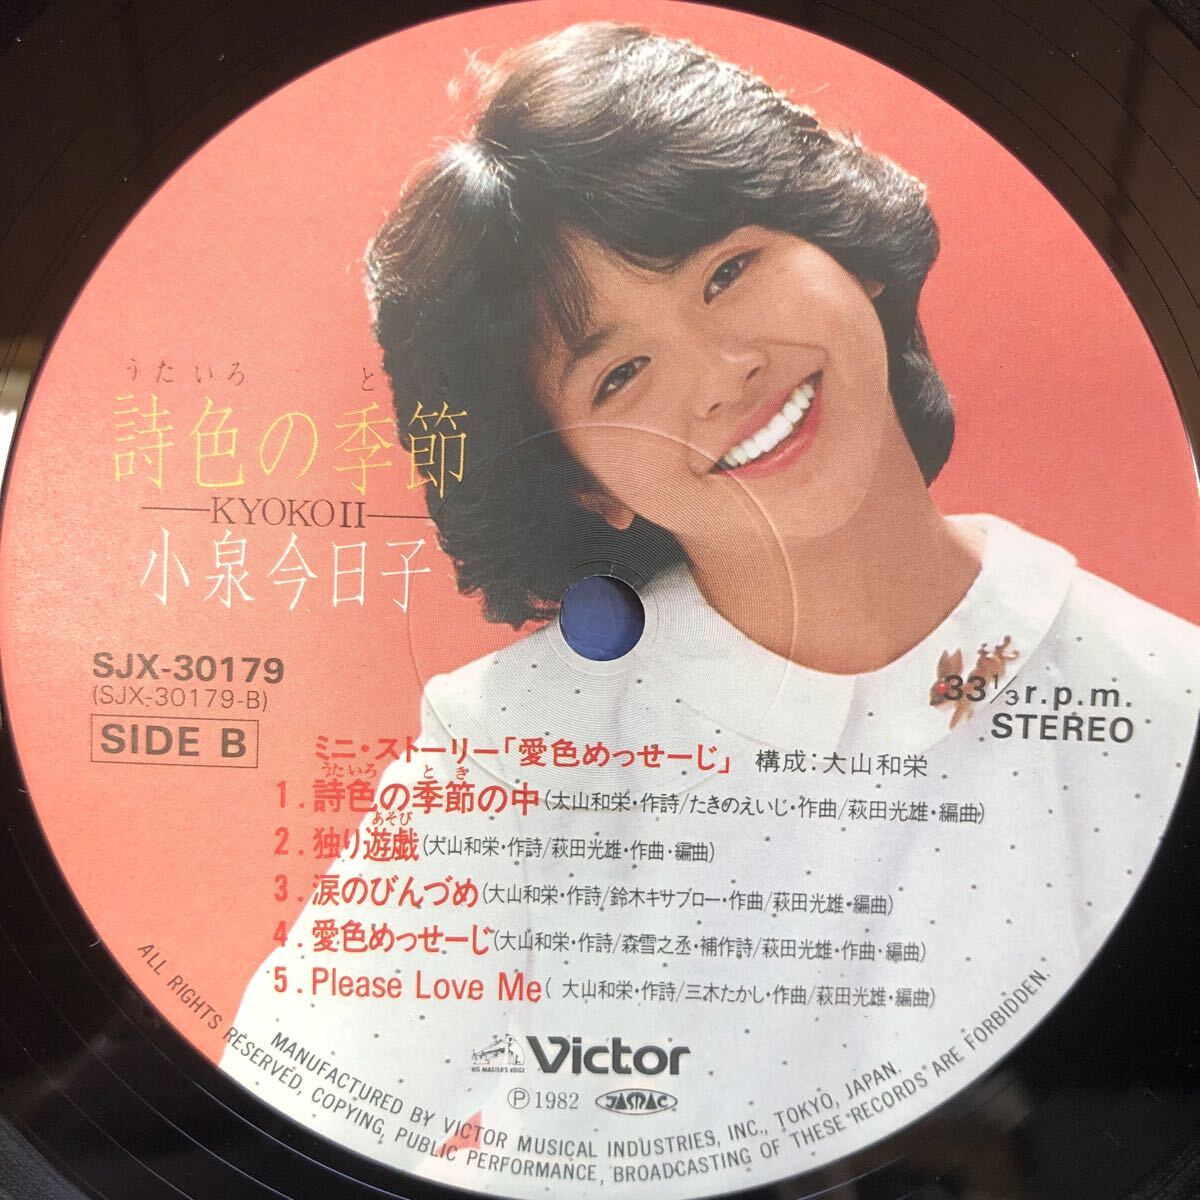 うたいろ とき
詩色の季節
KYOKO II
小泉今日子
SJX-30179
(SJX-30179-B)
SIDE B
33 1/3 r.p.m.
STEREO
ミニ・ストーリー「愛色めっせーじ」 構成:大山和栄
うたいろ とき
1. 詩色の季節の中(大山和栄・作詩/たきのえいじ・作曲/萩田光雄・編曲)
あそび
2. 独り遊戯(大山和栄・作詩/萩田光雄・作曲・編曲)
3. 涙のびんづめ(大山和栄・作詩/鈴木キサブロー・作曲/萩田光雄・編曲)
4. 愛色めっせーじ(大山和栄・作詩/森雪之丞・補作詩/萩田光雄・作曲・編曲)
5. Please Love Me(大山和栄・作詩/三木たかし・作曲/萩田光雄・編曲)
HIS MASTER'S VOICE
Victor
Ⓟ1982 JASRAC
MANUFACTURED BY VICTOR MUSICAL INDUSTRIES, INC., TOKYO, JAPAN.
ALL RIGHTS RESERVED, COPYING, PUBLIC PERFORMANCE, BROADCASTING OF THESE "RECORDS" ARE FORBIDDEN.